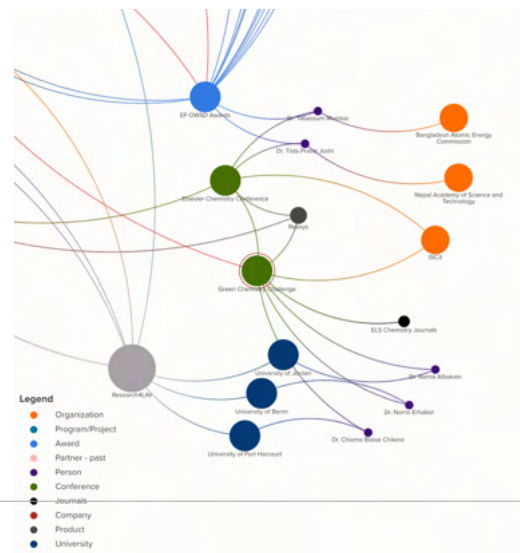 EF-OWSD Awards
Dr. Tabassum Mumtaz
Bangladesh Atomic Energy
Commission
Dr. Tista Prasai Joshi
Elsevier Chemistry Conference
Nepal Academy of Science and
Technology
Reaxys
ISC3
Green Chemistry Challenge
ELS Chemistry Journals
University of Jordan
Dr. Ramia Albakain
Research4Life
University of Benin
Dr. Norris Erhabor
Dr. Chioma Blaise Chikere
University of Port Harcourt
Legend
Organization
Program/Project
Award
Partner - past
Person
Conference
Journals
Company
Product
University